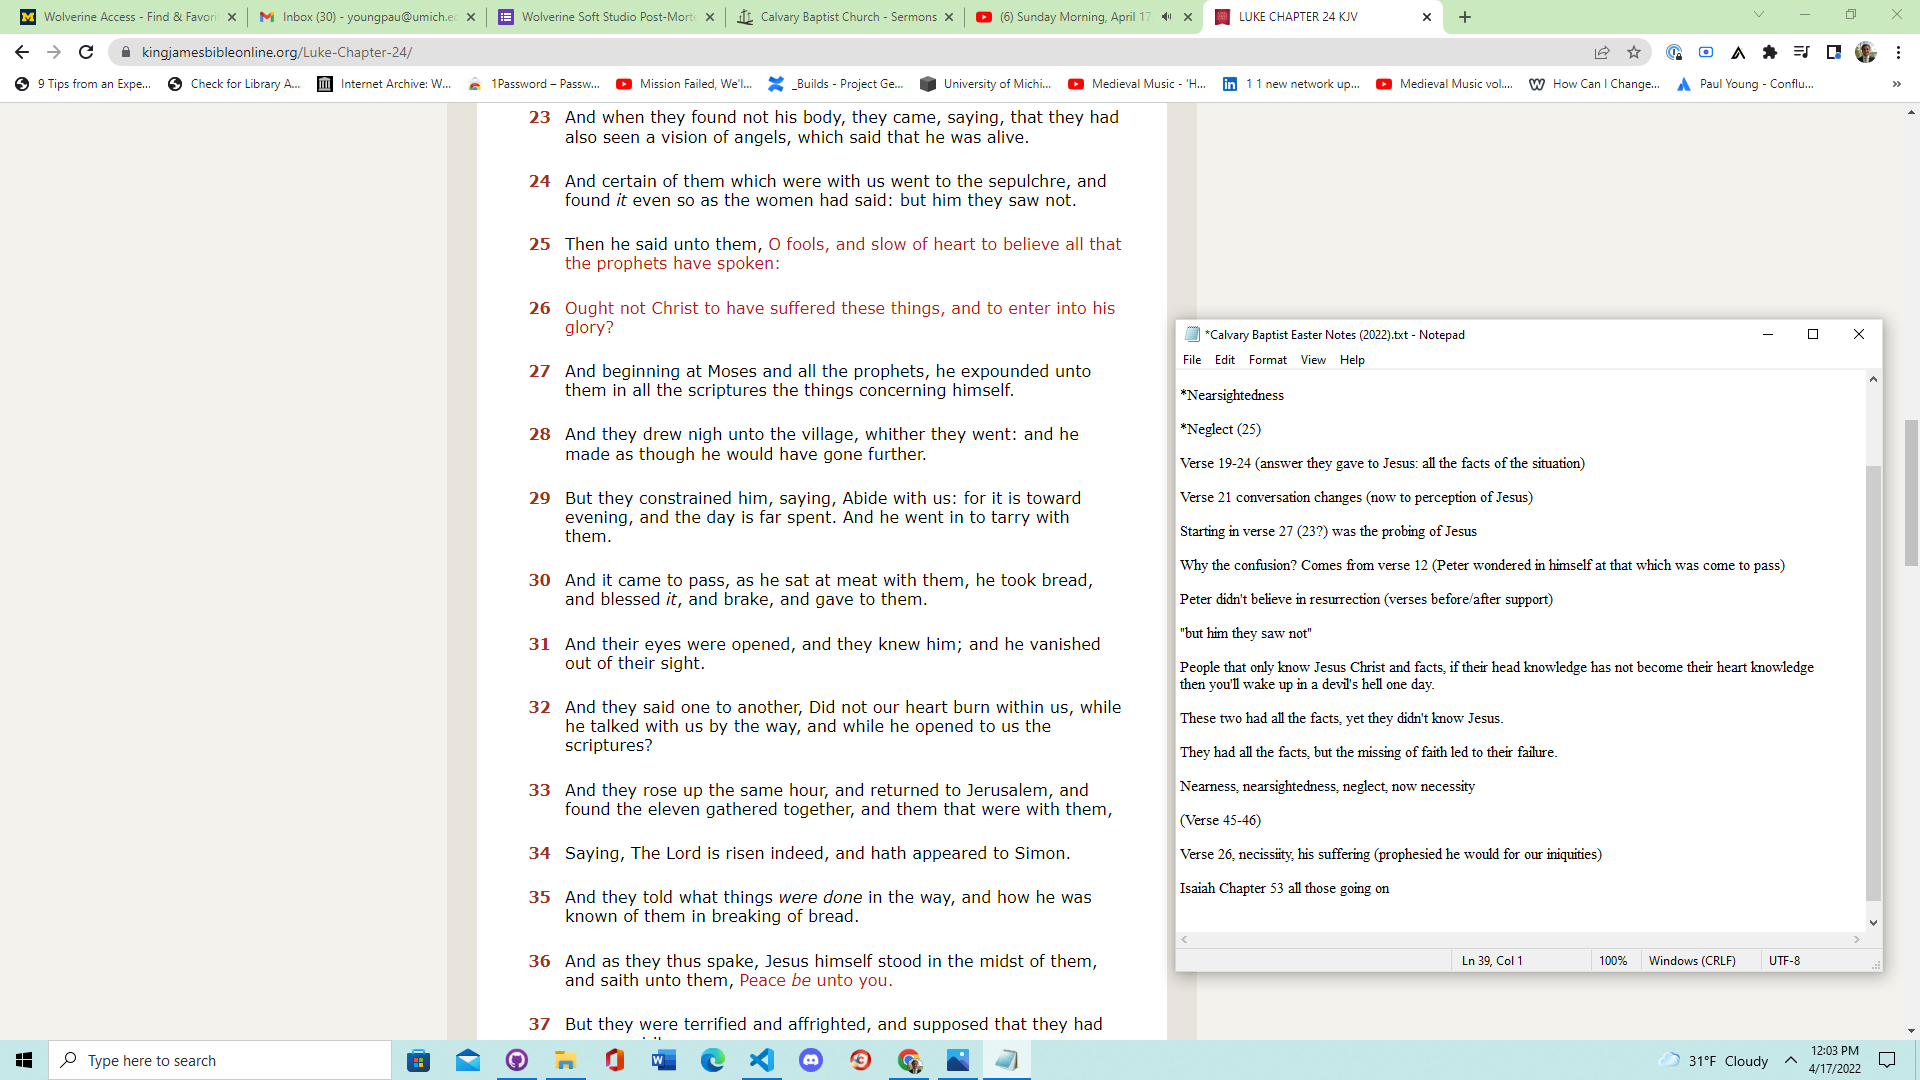 Wolverine Access - Find & Favori
Inbox (30) - youngpau@umich.ec
Wolverine Soft Studio Post-Morte
Calvary Baptist Church - Sermons
(6) Sunday Morning, April 17
LUKE CHAPTER 24 KJV
kingjamesbibleonline.org/Luke-Chapter-24/
9 Tips from an Expe...
Check for Library A...
Internet Archive: W...
1Password – Passw...
Mission Failed, We'l...
_Builds - Project Ge...
University of Michi...
Medieval Music - 'H...
1 1 new network up...
Medieval Music vol....
How Can I Change...
Paul Young - Conflu...
»
23 And when they found not his body, they came, saying, that they had
also seen a vision of angels, which said that he was alive.
24 And certain of them which were with us went to the sepulchre, and
found it even so as the women had said: but him they saw not.
25 Then he said unto them, O fools, and slow of heart to believe all that
the prophets have spoken:
26 Ought not Christ to have suffered these things, and to enter into his
glory?
27 And beginning at Moses and all the prophets, he expounded unto
them in all the scriptures the things concerning himself.
28 And they drew nigh unto the village, whither they went: and he
made as though he would have gone further.
29 But they constrained him, saying, Abide with us: for it is toward
evening, and the day is far spent. And he went in to tarry with
them.
30 And it came to pass, as he sat at meat with them, he took bread,
and blessed it, and brake, and gave to them.
31 And their eyes were opened, and they knew him; and he vanished
out of their sight.
32 And they said one to another, Did not our heart burn within us, while
he talked with us by the way, and while he opened to us the
scriptures?
33 And they rose up the same hour, and returned to Jerusalem, and
found the eleven gathered together, and them that were with them,
34 Saying, The Lord is risen indeed, and hath appeared to Simon.
35 And they told what things were done in the way, and how he was
known of them in breaking of bread.
36 And as they thus spake, Jesus himself stood in the midst of them,
and saith unto them, Peace be unto you.
37 But they were terrified and affrighted, and supposed that they had
*Calvary Baptist Easter Notes (2022).txt - Notepad
File Edit Format View Help
*Nearsightedness
*Neglect (25)
Verse 19-24 (answer they gave to Jesus: all the facts of the situation)
Verse 21 conversation changes (now to perception of Jesus)
Starting in verse 27 (23?) was the probing of Jesus
Why the confusion? Comes from verse 12 (Peter wondered in himself at that which was come to pass)
Peter didn't believe in resurrection (verses before/after support)
"but him they saw not"
People that only know Jesus Christ and facts, if their head knowledge has not become their heart knowledge
then you'll wake up in a devil's hell one day.
These two had all the facts, yet they didn't know Jesus.
They had all the facts, but the missing of faith led to their failure.
Nearness, nearsightedness, neglect, now necessity
(Verse 45-46)
Verse 26, necissiity, his suffering (prophesied he would for our iniquities)
Isaiah Chapter 53 all those going on
Ln 39, Col 1
100%
Windows (CRLF)
UTF-8
Type here to search
31°F Cloudy
12:03 PM
4/17/2022